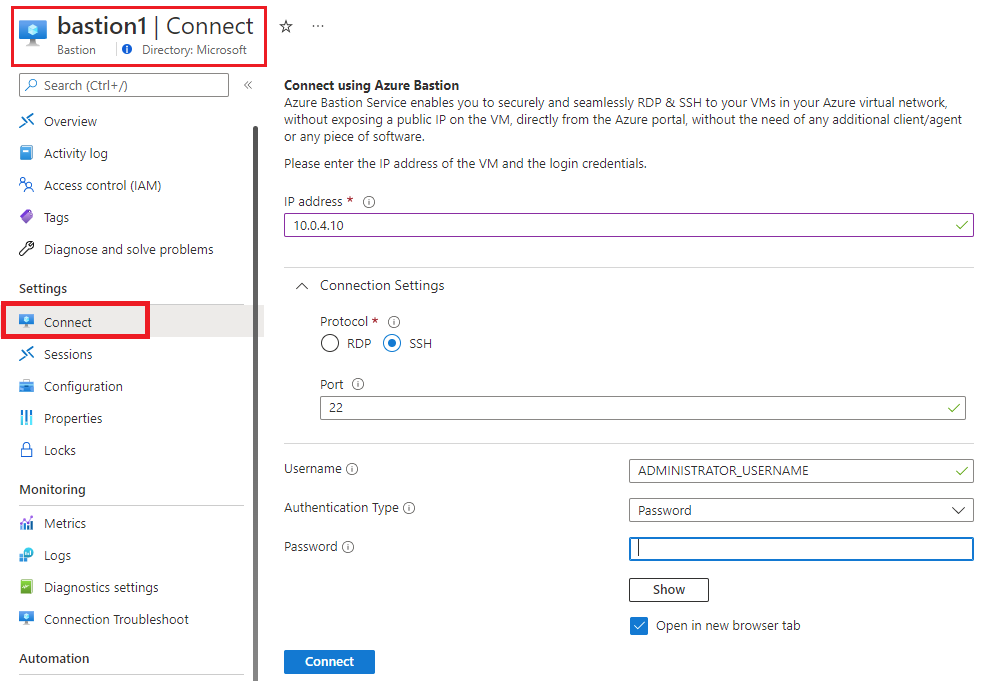 bastion1 | Connect
Bastion
Directory: Microsoft
Search (Ctrl+/)
Overview
Activity log
Access control (IAM)
Tags
Diagnose and solve problems
Settings
Connect
Sessions
Configuration
Properties
Locks
Monitoring
Metrics
Logs
Diagnostics settings
Connection Troubleshoot
Automation
Connect using Azure Bastion
Azure Bastion Service enables you to securely and seamlessly RDP & SSH to your VMs in your Azure virtual network,
without exposing a public IP on the VM, directly from the Azure portal, without the need of any additional client/agent
or any piece of software.
Please enter the IP address of the VM and the login credentials.
IP address *
10.0.4.10
Connection Settings
Protocol *
RDP SSH
Port
22
Username
ADMINISTRATOR_USERNAME
Authentication Type
Password
Password
Show
Open in new browser tab
Connect